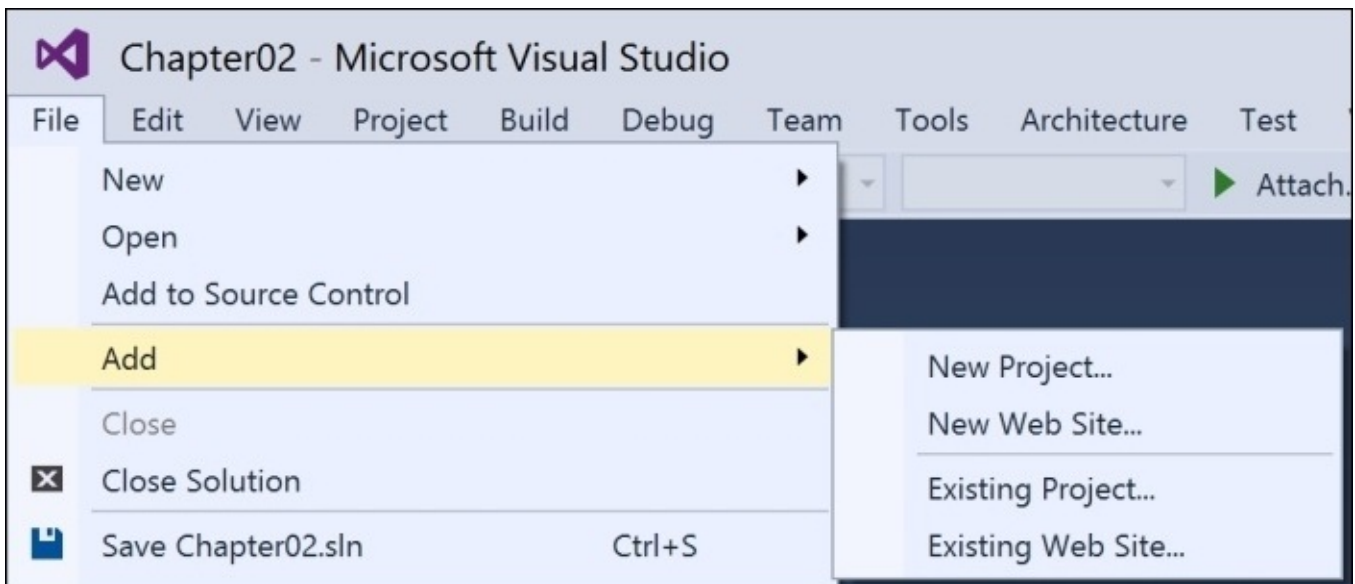 Chapter02 - Microsoft Visual Studio
File Edit View Project Build Debug Team Tools Architecture Test
New
Attach.
Open
Add to Source Control
Add
New Project...
New Web Site...
Close
Existing Project...
Close Solution
Existing Web Site...
Save Chapter02.sln Ctrl+S